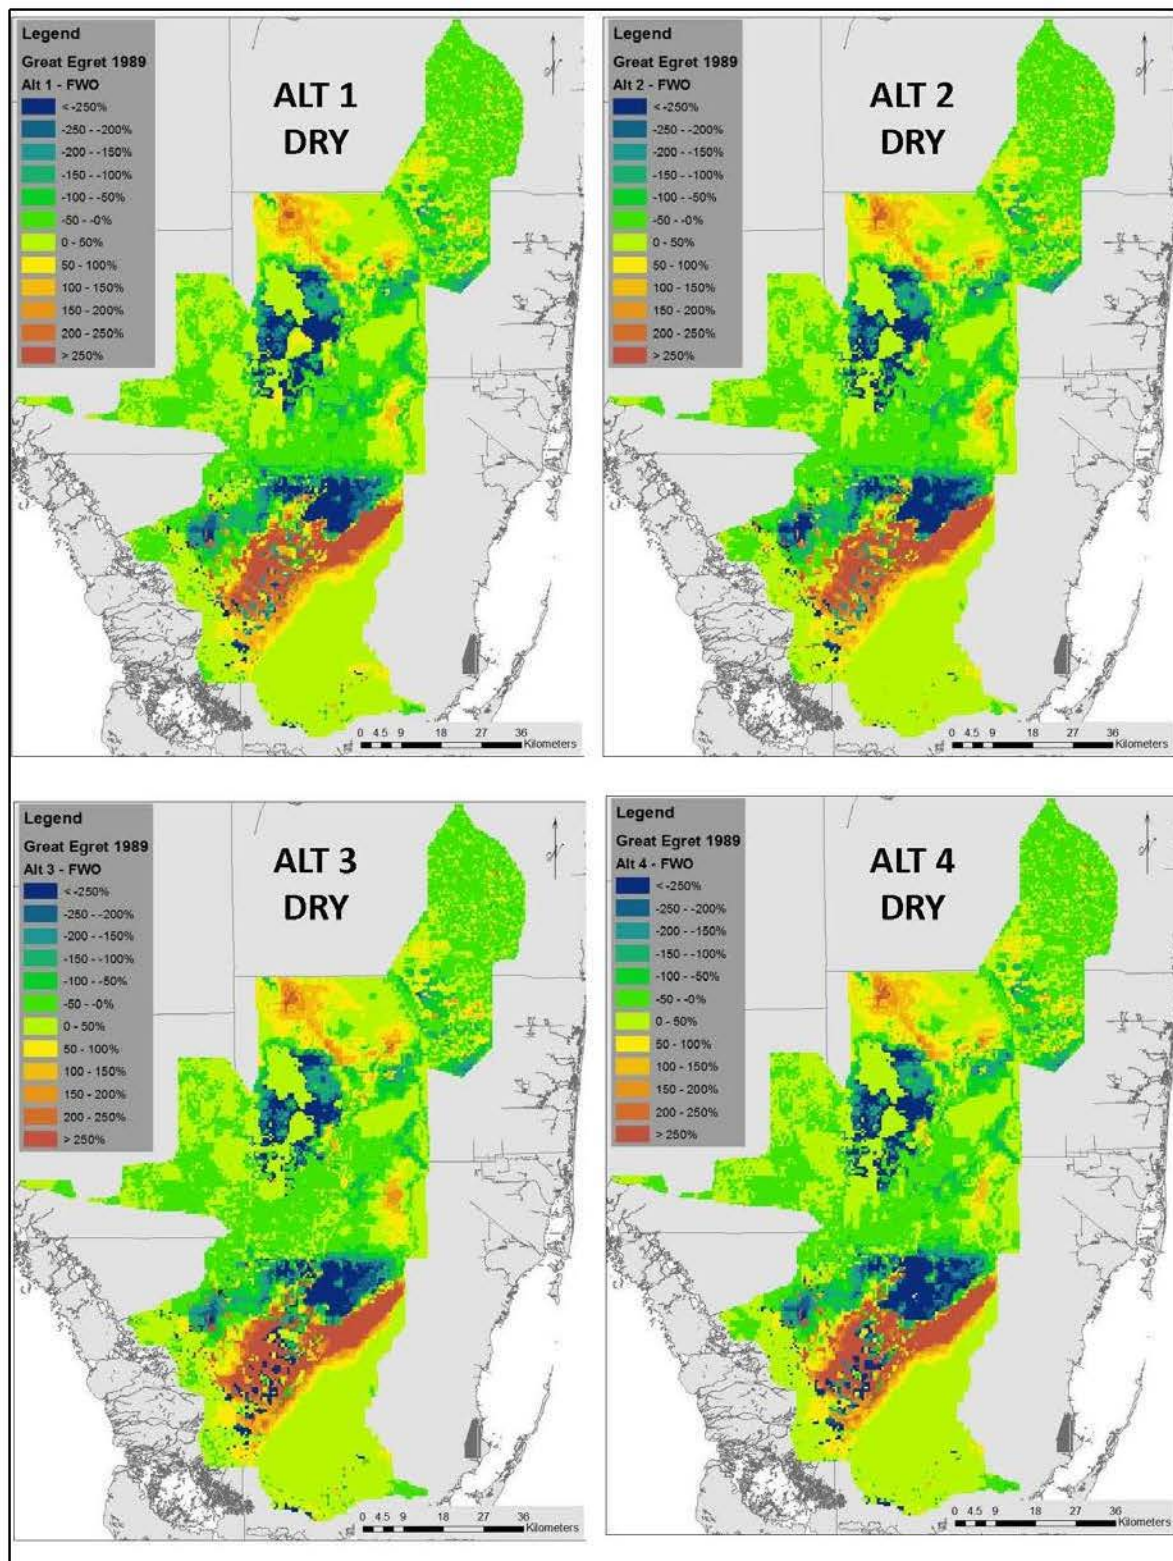 Legend
Great Egret 1989
Alt 1 - FWO
< -250%
-250 - -200%
-200 - -150%
-150 - -100%
-100 - -50%
-50 - -0%
0 - 50%
50 - 100%
100 - 150%
150 - 200%
200 - 250%
> 250%
ALT 1
DRY
0 4.5 9 18 27 36
Kilometers
Legend
Great Egret 1989
Alt 2 - FWO
< -250%
-250 - -200%
-200 - -150%
-150 - -100%
-100 - -50%
-50 - -0%
0 - 50%
50 - 100%
100 - 150%
150 - 200%
200 - 250%
> 250%
ALT 2
DRY
0 4.5 9 18 27 36
Kilometers
Legend
Great Egret 1989
Alt 3 - FWO
< -250%
-250 - -200%
-200 - -150%
-150 - -100%
-100 - -50%
-50 - -0%
0 - 50%
50 - 100%
100 - 150%
150 - 200%
200 - 250%
> 250%
ALT 3
DRY
0 4.5 9 18 27 36
Kilometers
Legend
Great Egret 1989
Alt 4 - FWO
< -250%
-250 - -200%
-200 - -150%
-150 - -100%
-100 - -50%
-50 - -0%
0 - 50%
50 - 100%
100 - 150%
150 - 200%
200 - 250%
> 250%
ALT 4
DRY
0 4.5 9 18 27 36
Kilometers